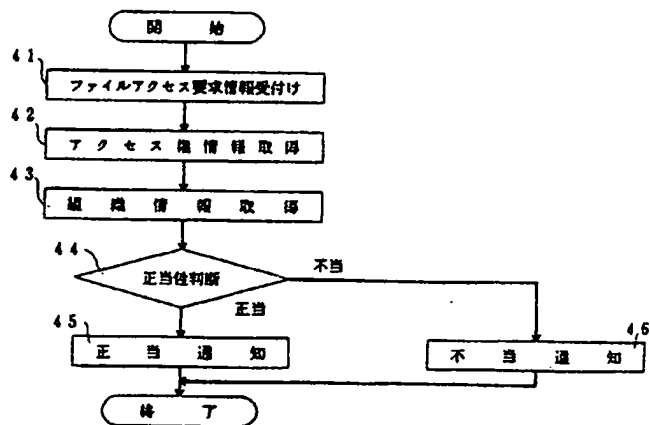 開始
41
ファイルアクセス要求情報受付け
42
アクセス権情報取得
43
組織情報取得
44
正当性判断
不当
正当
45
正当通知
46
不当通知
終了